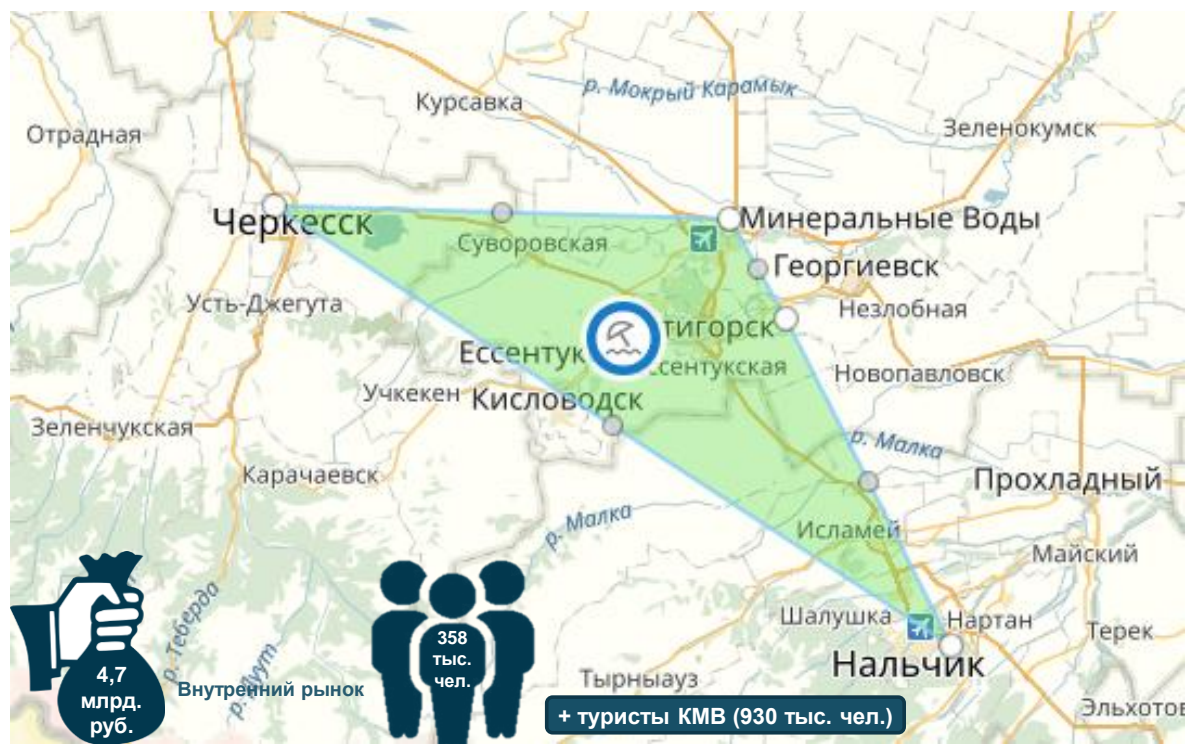 р. Мокрый Карамык
Курсавка
Отрадная
Зеленокумск
Черкесск
Минеральные Воды
Суворовская
Георгиевск
Усть-Джегута
Незлобная
тигорск
Ессентук
ссентукская
Новопавловск
Учкекен
Кисловодск
Зеленчукская
р. Малка
Карачаевск
Прохладный
р. Малка
Исламей
Майский
р. Теберда
Шалушка
Нартан
Терек
358
тыс.
чел.
Нальчик
4,7
млрд.
руб.
Внутренний рынок
Тырныауз
+ туристы КМВ (930 тыс. чел.)
Эльхотов